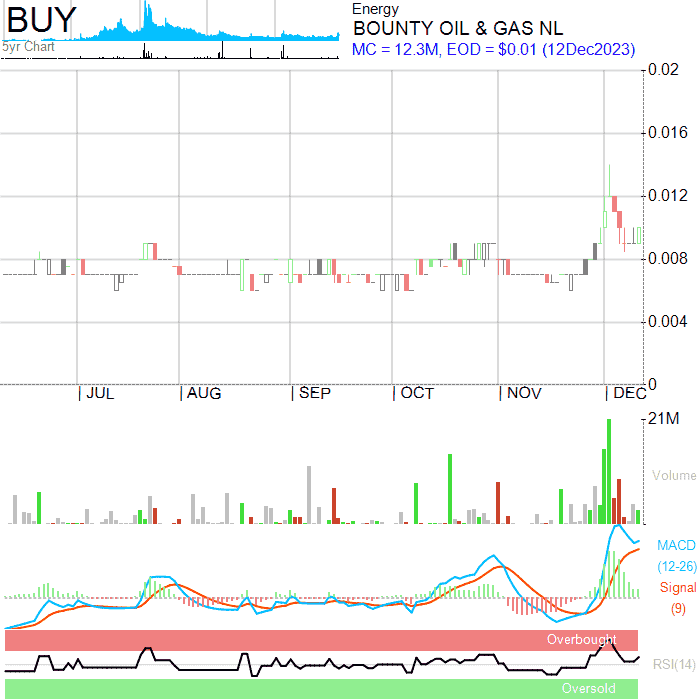 BUY
5yr Chart
Energy
BOUNTY OIL & GAS NL
MC = 12.3M, EOD = $0.01 (12Dec2023)
0.02
0.016
0.012
0.008
0.004
0
| JUL | AUG | SEP | OCT | NOV | DEC
21M
Volume
MACD
(12-26)
Signal
(9)
Overbought
RSI(14)
Oversold